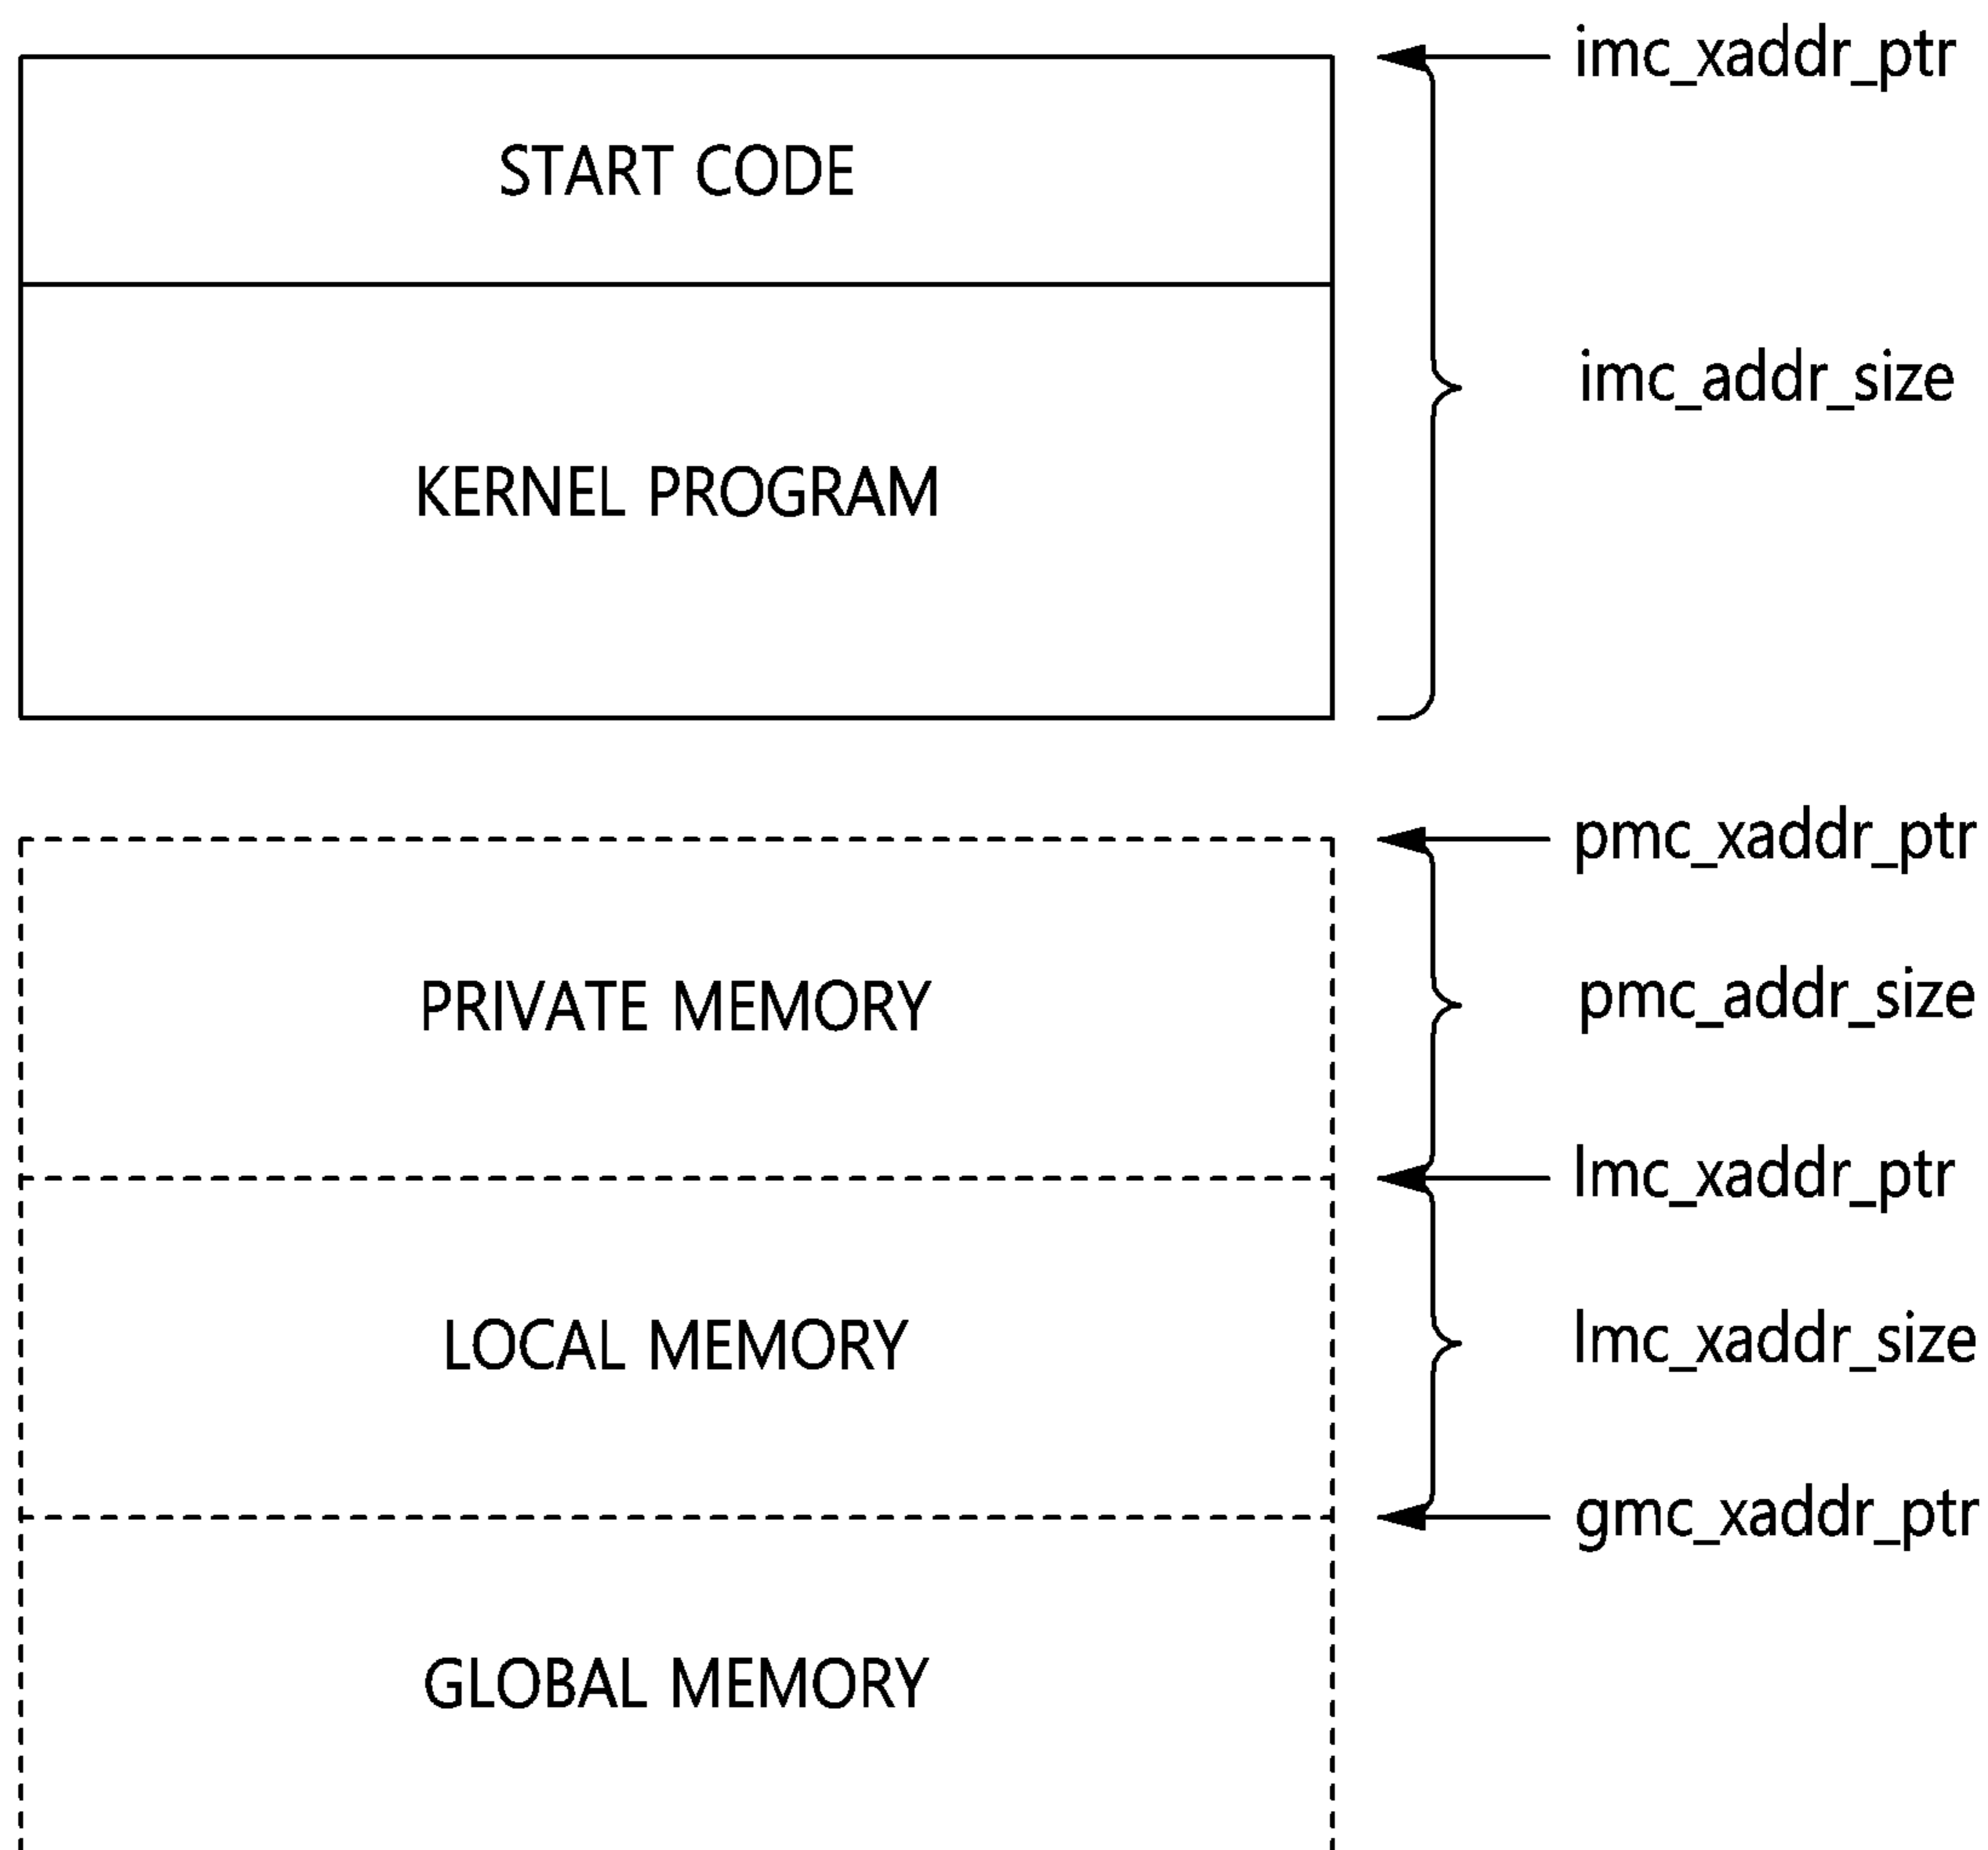 imc_xaddr_ptr
START CODE
imc_addr_size
KERNEL PROGRAM
pmc_xaddr_ptr
PRIVATE MEMORY
pmc_addr_size
lmc_xaddr_ptr
LOCAL MEMORY
lmc_xaddr_size
gmc_xaddr_ptr
GLOBAL MEMORY